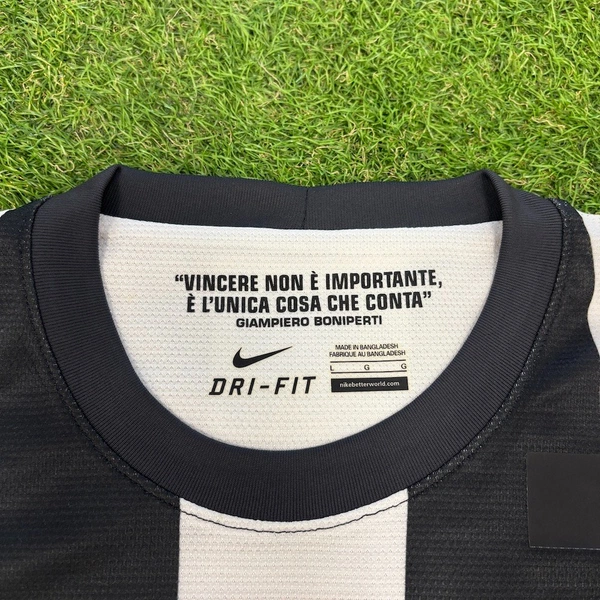 “VINCERE NON È IMPORTANTE,
È L’UNICA COSA CHE CONTA”
GIAMPIERO BONIPERTI
DRI-FIT
MADE IN BANGLADESH
FABRIQUE AU BANGLADESH
L G G
nikebetterworld.com